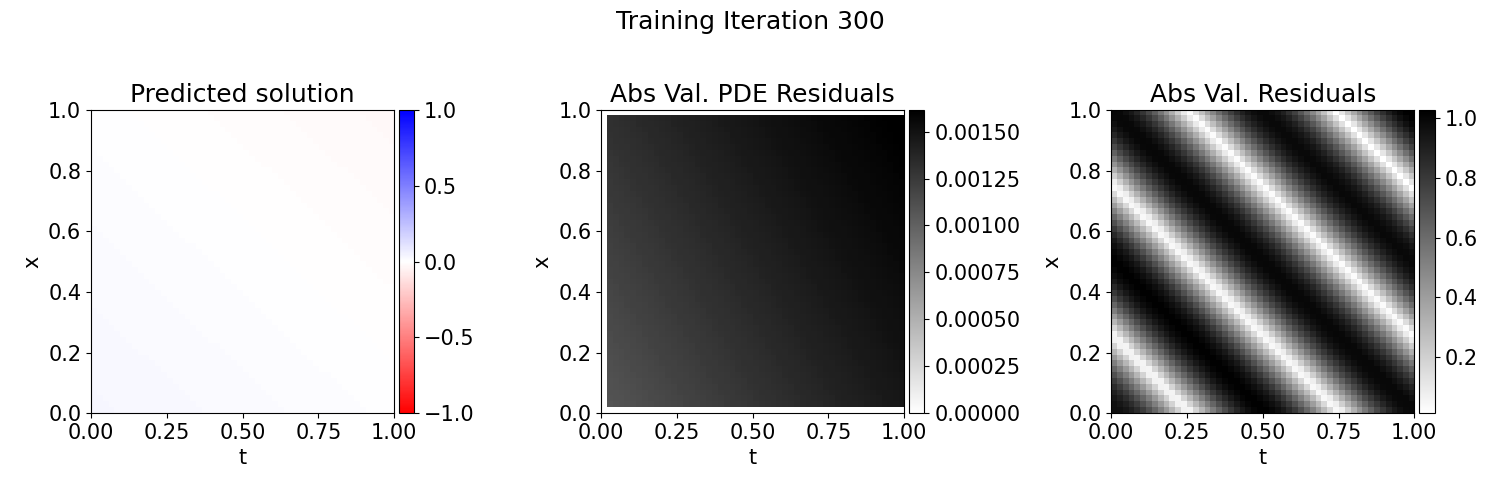 Training Iteration 300
Predicted solution
1.0
0.8
0.6
0.4
0.2
0.0
x
0.00 0.25 0.50 0.75 1.00
t
1.0
0.5
0.0
−0.5
−1.0
Abs Val. PDE Residuals
1.0
0.8
0.6
0.4
0.2
0.0
x
0.00 0.25 0.50 0.75 1.00
t
0.00150
0.00125
0.00100
0.00075
0.00050
0.00025
0.00000
Abs Val. Residuals
1.0
0.8
0.6
0.4
0.2
0.0
x
0.00 0.25 0.50 0.75 1.00
t
1.0
0.8
0.6
0.4
0.2